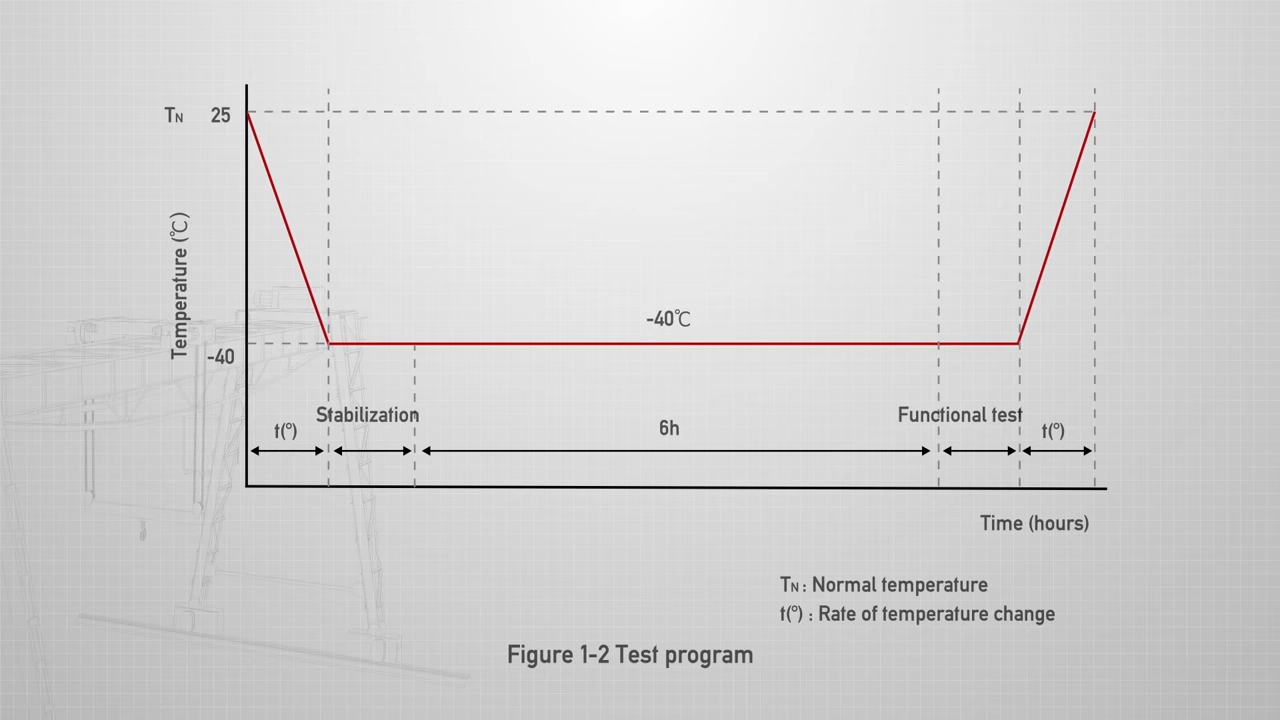 TN 25
Temperature (℃)
-40℃
-40
Stabilization
Functional test
t(°)
6h
t(°)
Time (hours)
TN : Normal temperature
t(°) : Rate of temperature change
Figure 1-2 Test program